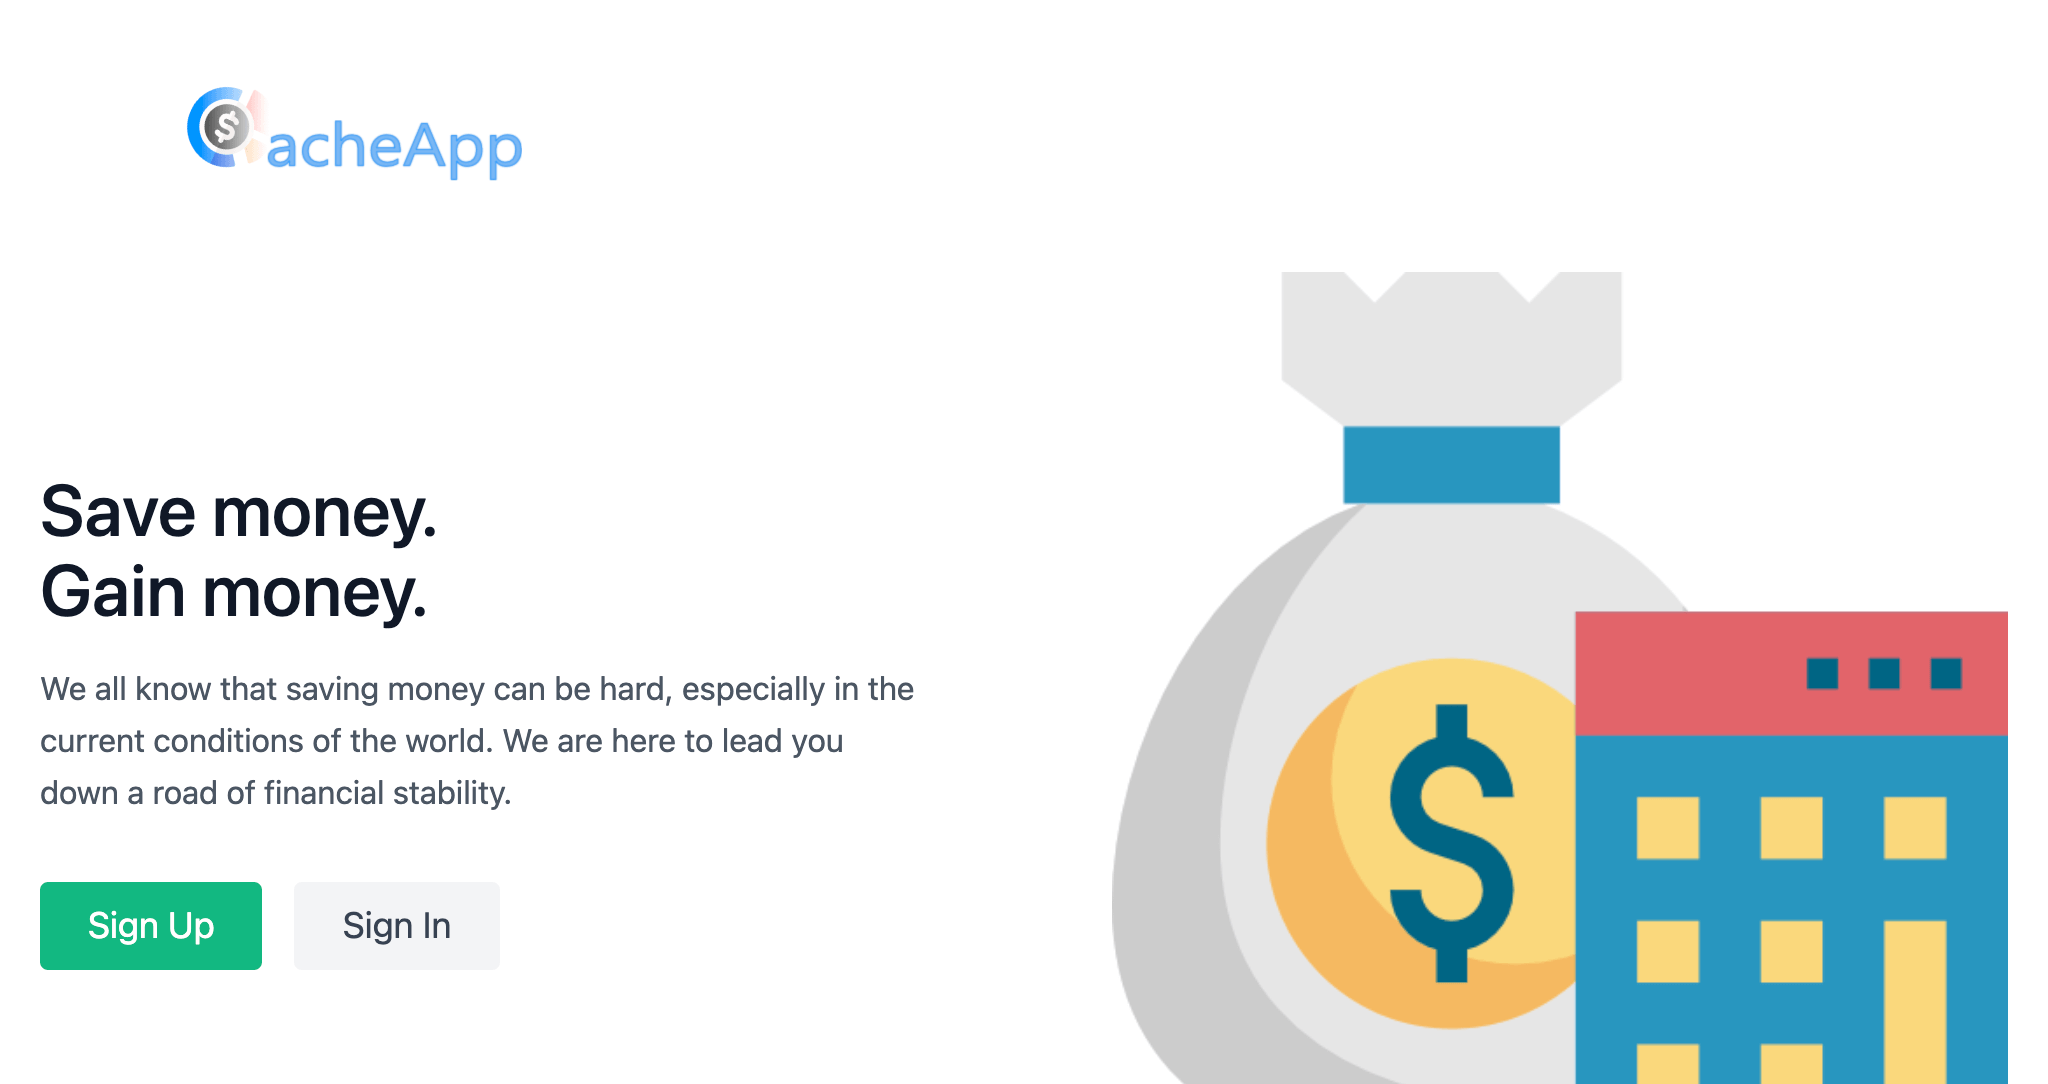 CacheApp
Save money.
Gain money.
We all know that saving money can be hard, especially in the
current conditions of the world. We are here to lead you
down a road of financial stability.
Sign Up
Sign In
$